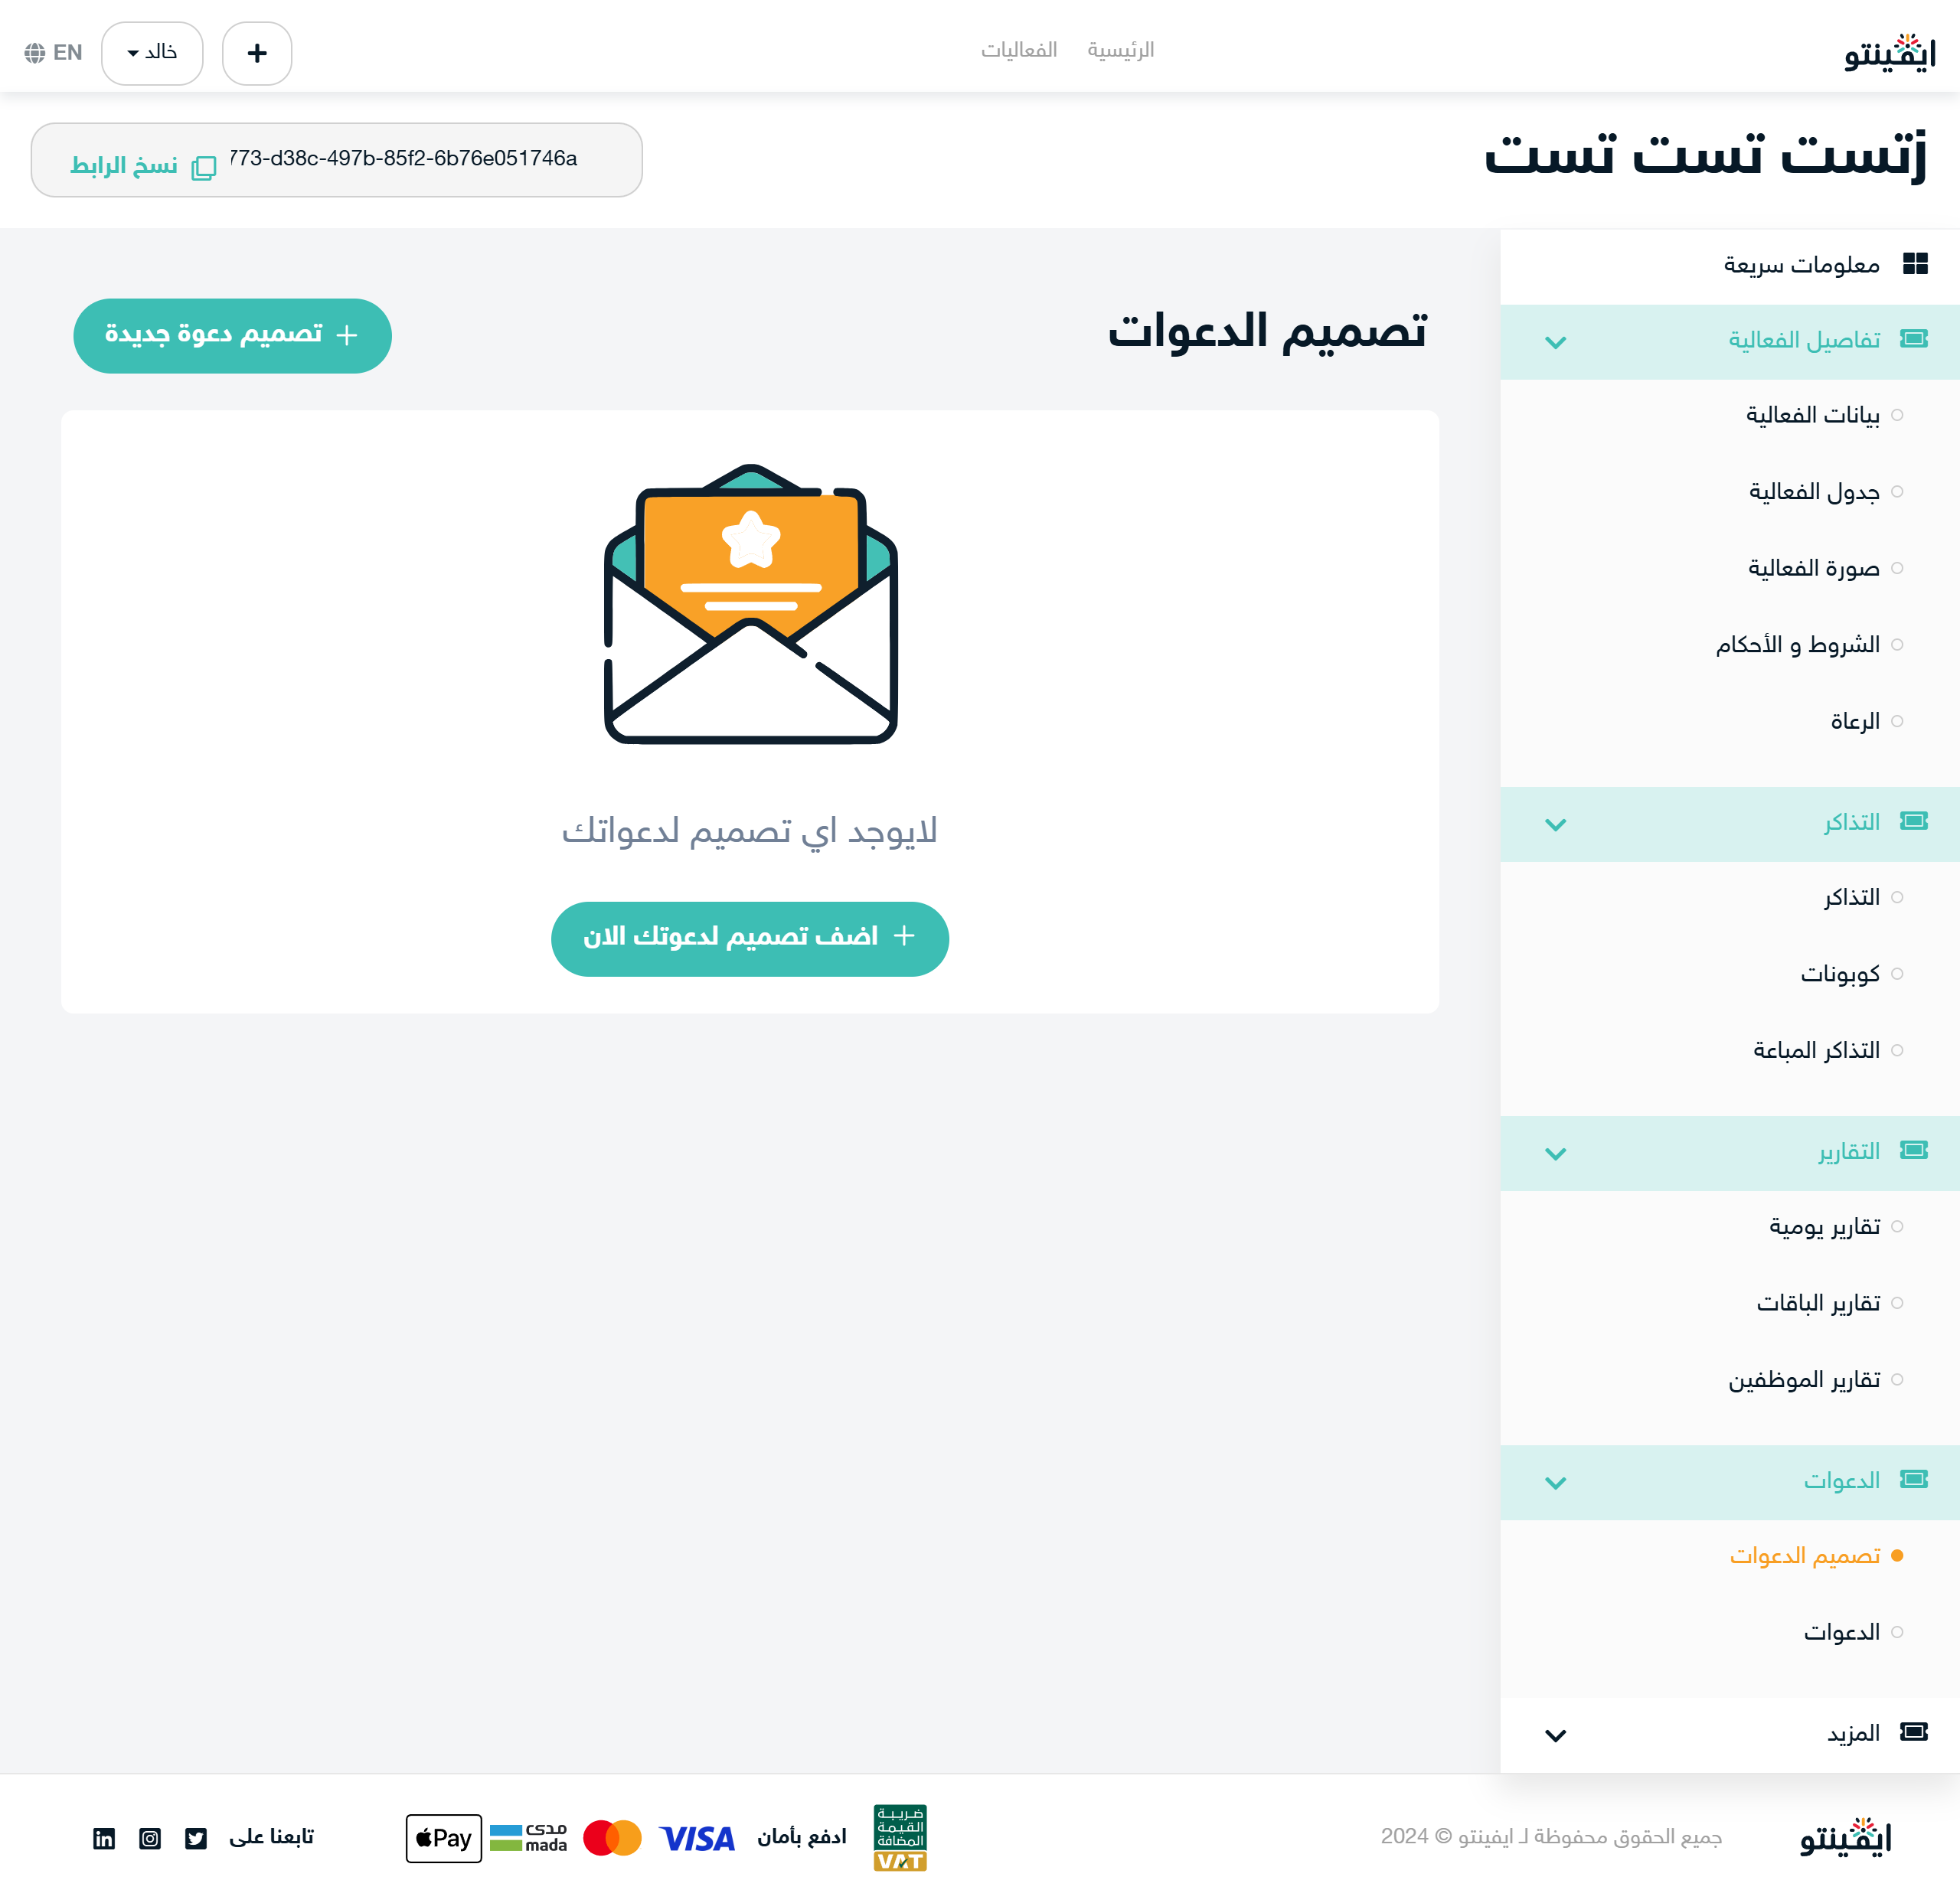 ايفينتو
الرئيسية
الفعاليات
+
خالد
EN
jتست تست تست
773-d38c-497b-85f2-6b76e051746a
نسخ الرابط
معلومات سريعة
تفاصيل الفعالية
بيانات الفعالية
جدول الفعالية
صورة الفعالية
الشروط و الأحكام
الرعاة
التذاكر
التذاكر
كوبونات
التذاكر المباعة
التقارير
تقارير يومية
تقارير الباقات
تقارير الموظفين
الدعوات
تصميم الدعوات
الدعوات
المزيد
تصميم الدعوات
+ تصميم دعوة جديدة
لايوجد اي تصميم لدعواتك
+ اضف تصميم لدعوتك الان
ايفينتو
جميع الحقوق محفوظة لـ ايفينتو © 2024
ضريبة
القيمة
المضافة
VAT
ادفع بأمان
VISA
مدى
mada
Pay
تابعنا على
in